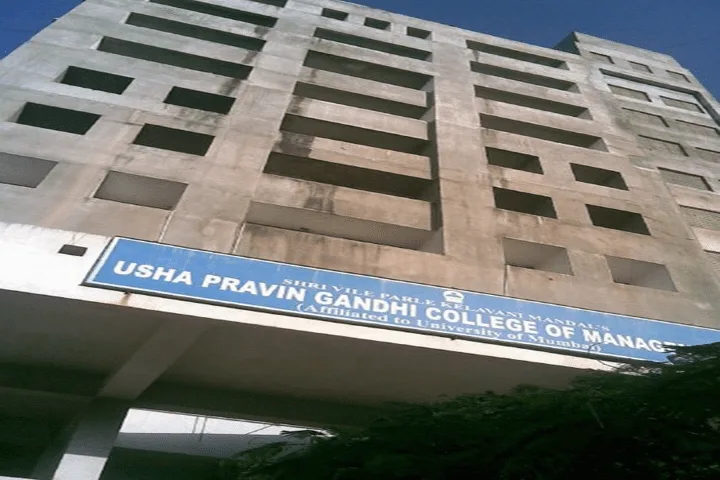 SHRI VILE PARLE KELAVANI MANDAL'S
USHA PRAVIN GANDHI COLLEGE OF MANAGE
(Affiliated to University of Mumbai)